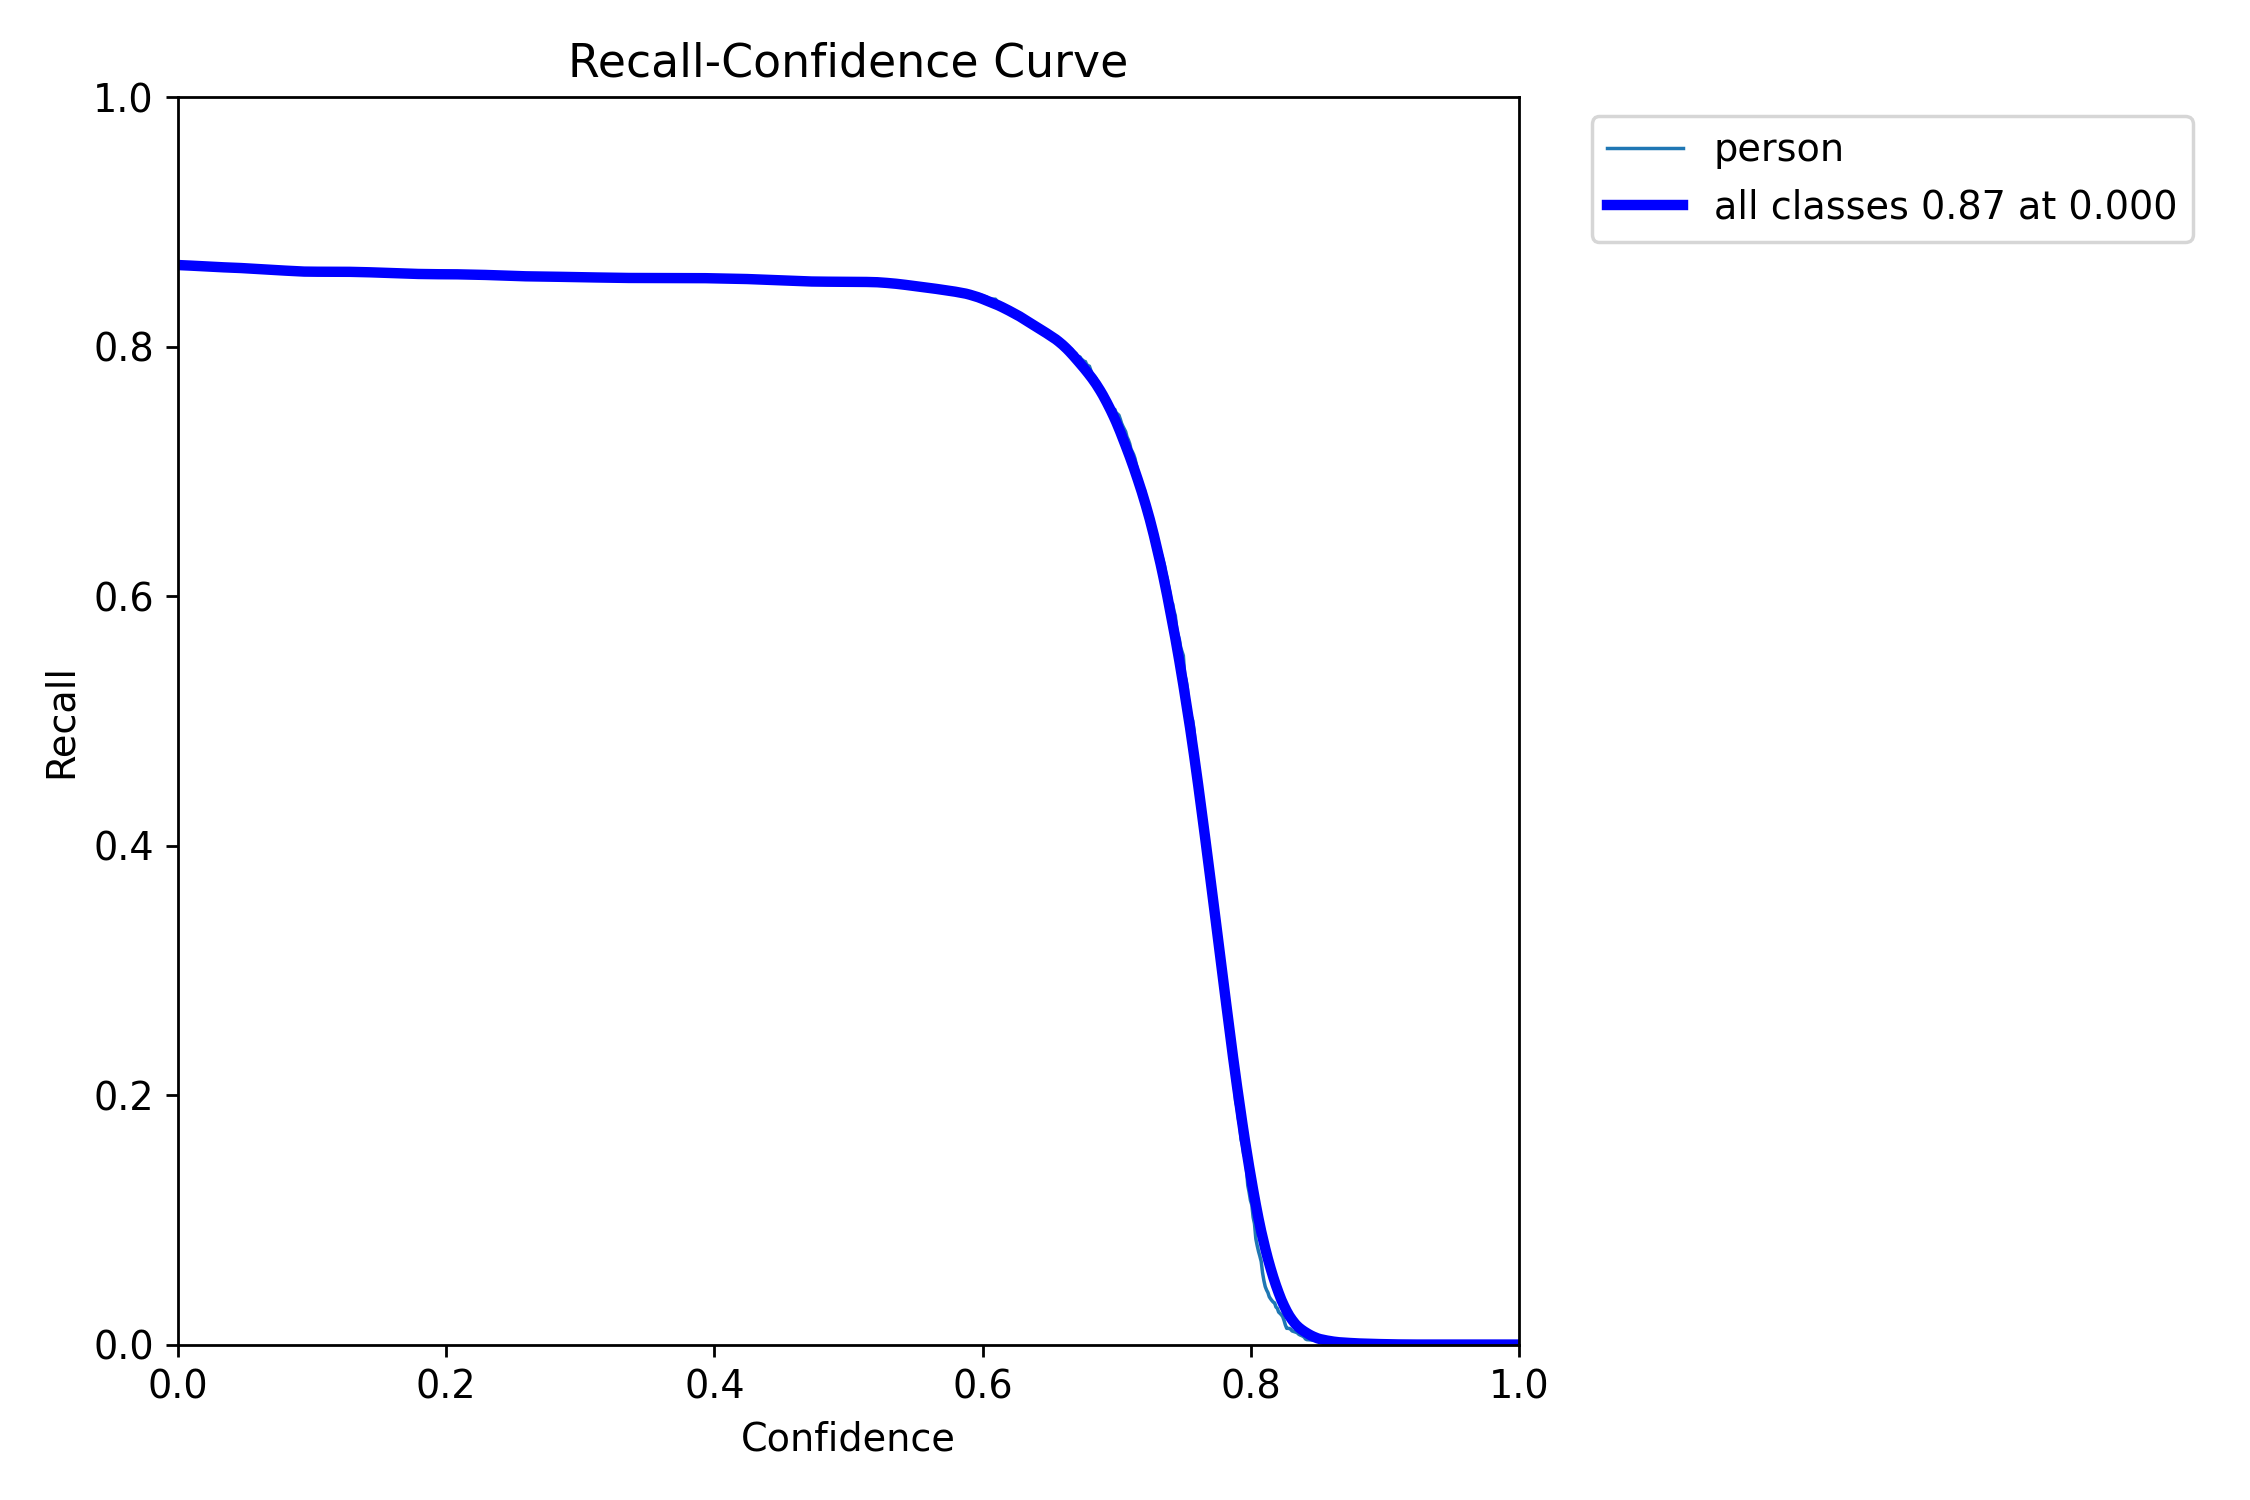 Recall-Confidence Curve
1.0
0.8
0.6
0.4
0.2
0.0
Recall
0.0 0.2 0.4 0.6 0.8 1.0
Confidence
person
all classes 0.87 at 0.000